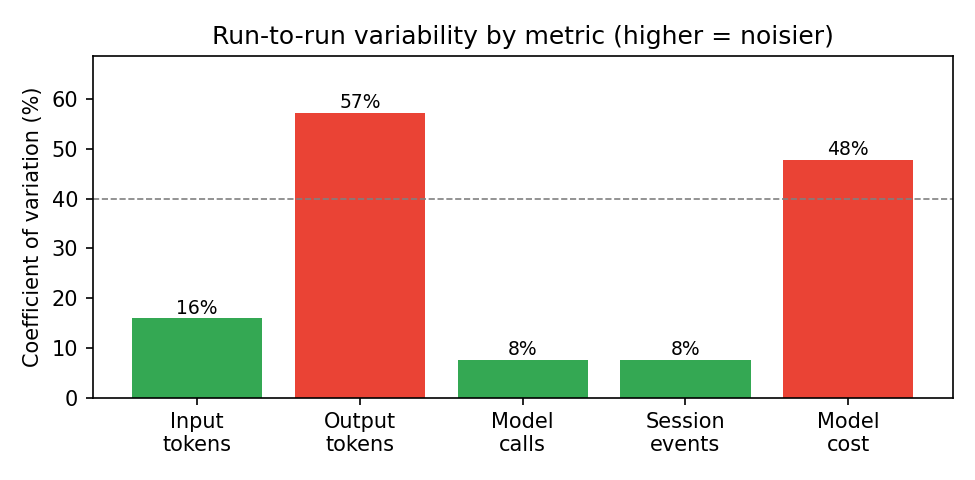 Run-to-run variability by metric (higher = noisier)
Coefficient of variation (%)
60
50
40
30
20
10
0
16%
57%
8%
8%
48%
Input
tokens
Output
tokens
Model
calls
Session
events
Model
cost